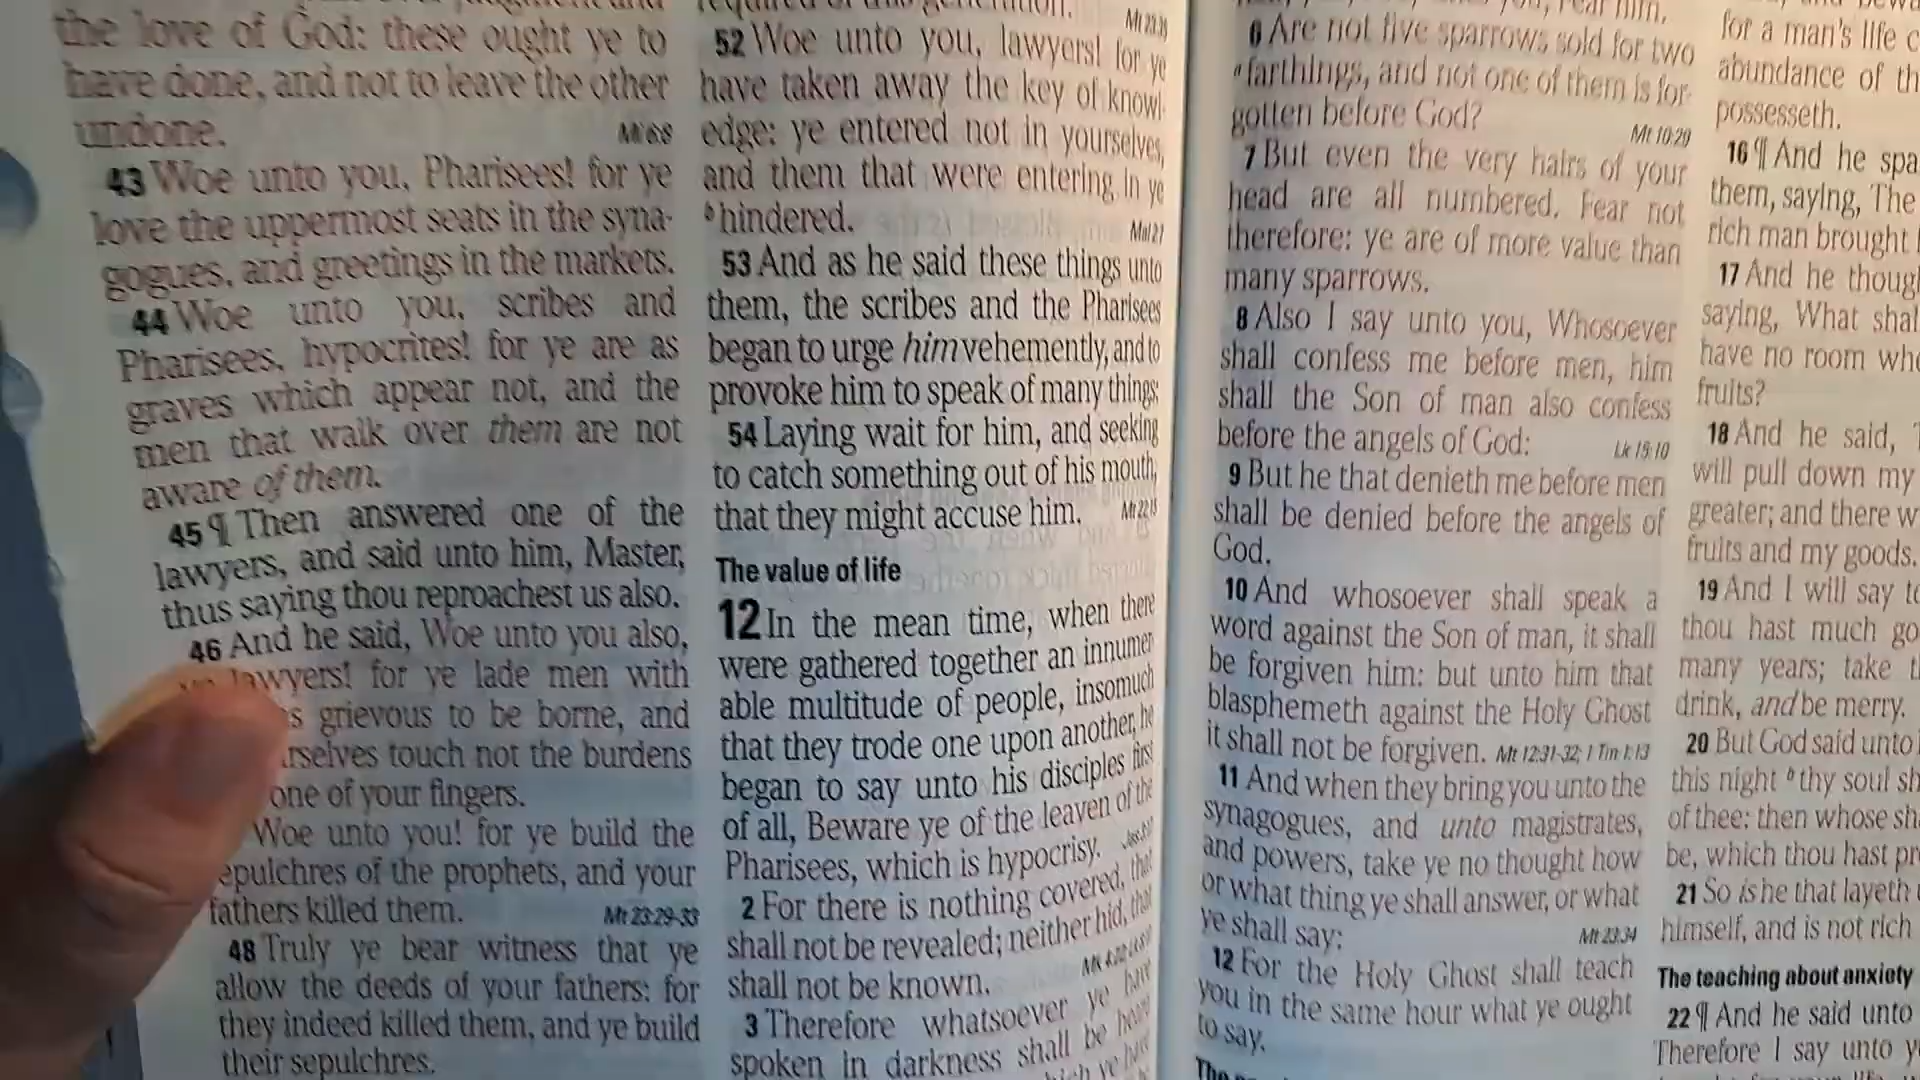 the love of God: these ought ye to
have done, and not to leave the other
undone.
43 Woe unto you, Pharisees! for ye
love the uppermost seats in the syna-
gogues, and greetings in the markets.
44 Woe unto you, scribes and
Pharisees, hypocrites! for ye are as
graves which appear not, and the
men that walk over them are not
aware of them.
45 ¶ Then answered one of the
lawyers, and said unto him, Master,
thus saying thou reproachest us also.
46 And he said, Woe unto you also,
lawyers! for ye lade men with
grievous to be borne, and
touch not the burdens
one of your fingers.
Woe unto you! for ye build the
sepulchres of the prophets, and your
fathers killed them. Mt 23:29-33
48 Truly ye bear witness that ye
allow the deeds of your fathers: for
they indeed killed them, and ye build
their sepulchres.
52 Woe unto you, lawyers! for ye
have taken away the key of knowl-
edge: ye entered not in yourselves,
and them that were entering in ye
b hindered.
53 And as he said these things unto
them, the scribes and the Pharisees
began to urge him vehemently, and to
provoke him to speak of many things:
54 Laying wait for him, and seeking
to catch something out of his mouth,
that they might accuse him.
The value of life
12 In the mean time, when there
were gathered together an innumer-
able multitude of people, insomuch
that they trode one upon another, he
began to say unto his disciples first
of all, Beware ye of the leaven of the
Pharisees, which is hypocrisy.
2 For there is nothing covered, that
shall not be revealed; neither hid, that
shall not be known.
3 Therefore whatsoever ye have
spoken in darkness shall be heard
6 Are not five sparrows sold for two
a farthings, and not one of them is for-
gotten before God? Mt 10:29
7 But even the very hairs of your
head are all numbered. Fear not
therefore: ye are of more value than
many sparrows.
8 Also I say unto you, Whosoever
shall confess me before men, him
shall the Son of man also confess
before the angels of God: Lk 15:10
9 But he that denieth me before men
shall be denied before the angels of
God.
10 And whosoever shall speak a
word against the Son of man, it shall
be forgiven him: but unto him that
blasphemeth against the Holy Ghost
it shall not be forgiven. Mt 12:31-32; 1 Tim 1:13
11 And when they bring you unto the
synagogues, and unto magistrates,
and powers, take ye no thought how
or what thing ye shall answer, or what
ye shall say: Mt 23:34
12 For the Holy Ghost shall teach
you in the same hour what ye ought
to say.
for a man's life
abundance of
possesseth.
16 ¶ And he
them, saying, The
rich man brought
17 And he
saying, What
have no room
fruits?
18 And he said,
will pull down my
greater; and there
fruits and my goods.
19 And I will say
thou hast much
many years; take
drink, and be merry.
20 But God said unto
this night b thy soul
of thee: then whose
be, which thou hast
21 So is he that layeth
himself, and is not rich
The teaching about anxiety
22 ¶ And he said unto
Therefore I say unto